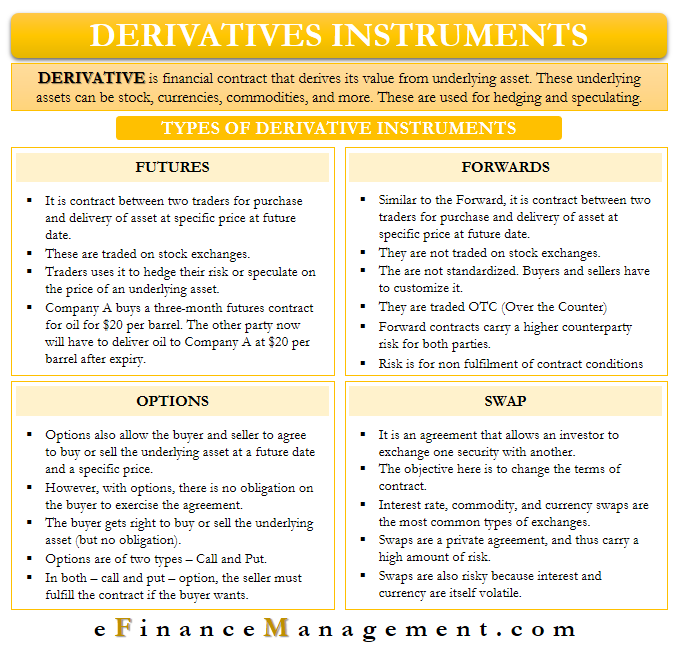 DERIVATIVES INSTRUMENTS
DERIVATIVE is financial contract that derives its value from underlying asset. These underlying
assets can be stock, currencies, commodities, and more. These are used for hedging and speculating.
TYPES OF DERIVATIVE INSTRUMENTS
FUTURES
▪ It is contract between two traders for purchase
and delivery of asset at specific price at future
date.
▪ These are traded on stock exchanges.
▪ Traders uses it to hedge their risk or speculate on
the price of an underlying asset.
▪ Company A buys a three-month futures contract
for oil for $20 per barrel. The other party now
will have to deliver oil to Company A at $20 per
barrel after expiry.
FORWARDS
▪ Similar to the Forward, it is contract between two
traders for purchase and delivery of asset at
specific price at future date.
▪ They are not traded on stock exchanges.
▪ The are not standardized. Buyers and sellers have
to customize it.
▪ They are traded OTC (Over the Counter)
▪ Forward contracts carry a higher counterparty
risk for both parties.
▪ Risk is for non fulfilment of contract conditions
OPTIONS
▪ Options also allow the buyer and seller to agree
to buy or sell the underlying asset at a future date
and a specific price.
▪ However, with options, there is no obligation on
the buyer to exercise the agreement.
▪ The buyer gets right to buy or sell the underlying
asset (but no obligation).
▪ Options are of two types – Call and Put.
▪ In both – call and put – option, the seller must
fulfill the contract if the buyer wants.
SWAP
▪ It is an agreement that allows an investor to
exchange one security with another.
▪ The objective here is to change the terms of
contract.
▪ Interest rate, commodity, and currency swaps are
the most common types of exchanges.
▪ Swaps are a private agreement, and thus carry a
high amount of risk.
▪ Swaps are also risky because interest and
currency are itself volatile.
eFinanceManagement.com